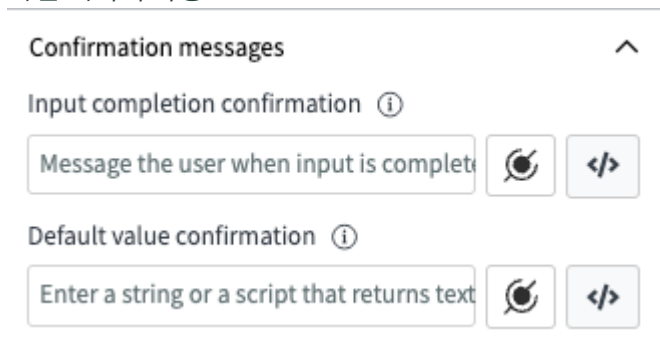 Confirmation messages
Input completion confirmation
Message the user when input is complet
Default value confirmation
Enter a string or a script that returns text